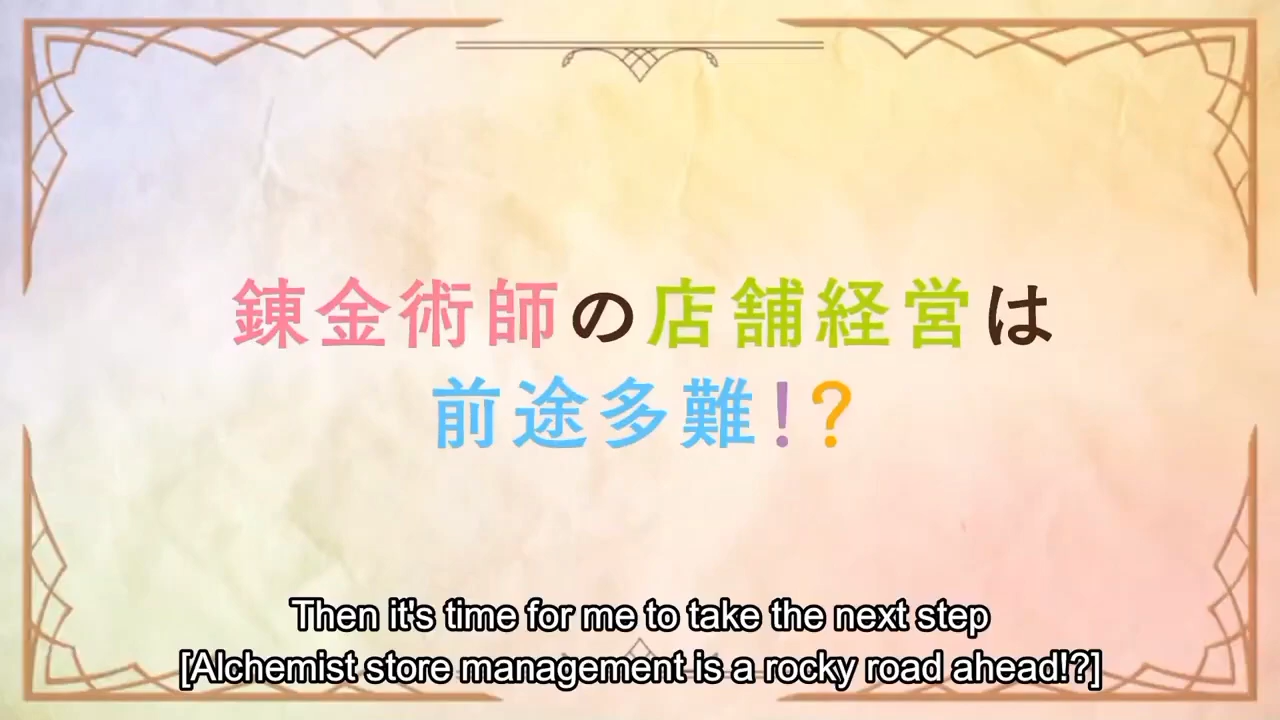 錬金術師の店舗経営は
前途多難!?
Then it's time for me to take the next step
[Alchemist store management is a rocky road ahead!?]